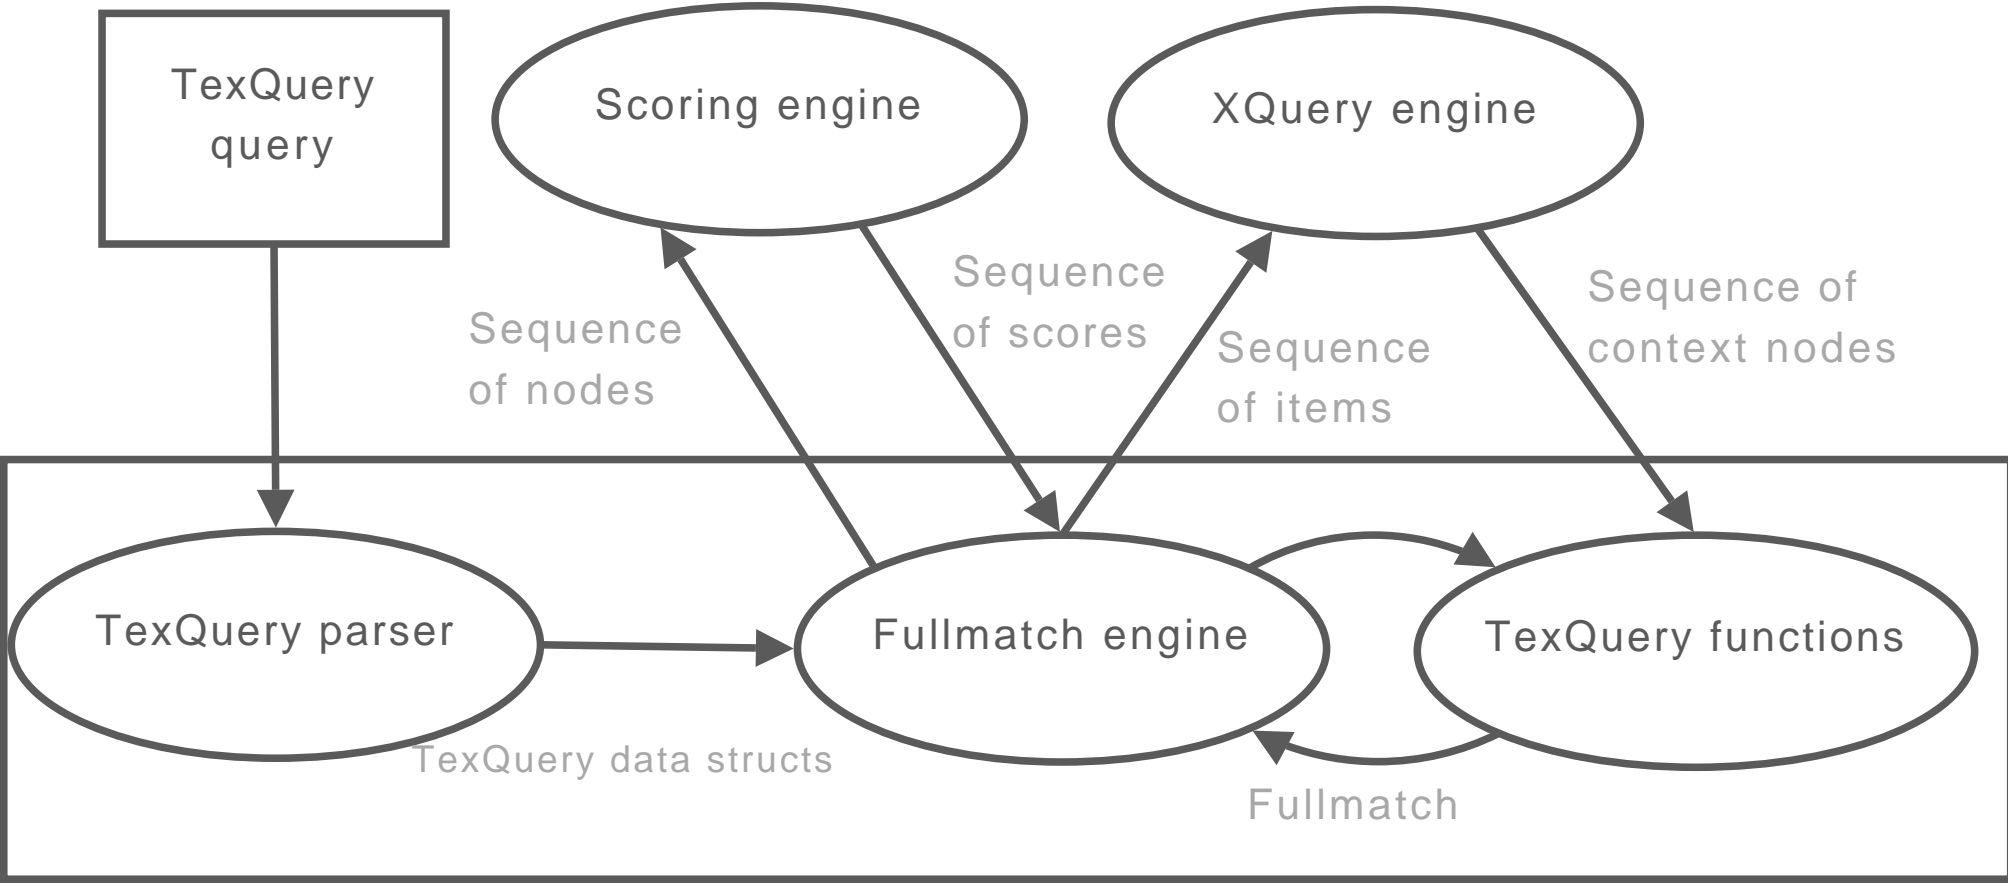 TexQuery
query
Scoring engine
XQuery engine
Sequence
of nodes
Sequence
of scores
Sequence
of items
Sequence of
context nodes
TexQuery parser
Fullmatch engine
TexQuery functions
TexQuery data structs
Fullmatch